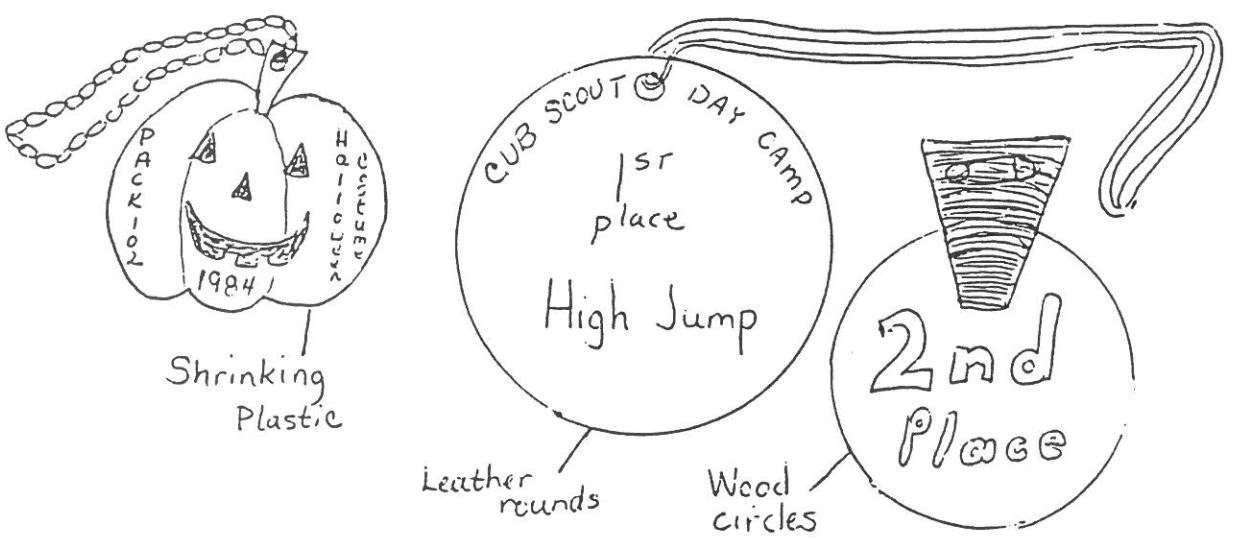 PACK 102
Halloween
Costume
1984
Shrinking
Plastic
CUB SCOUT DAY CAMP
1st
place
High Jump
Leather
rounds
2nd
Place
Wood
circles